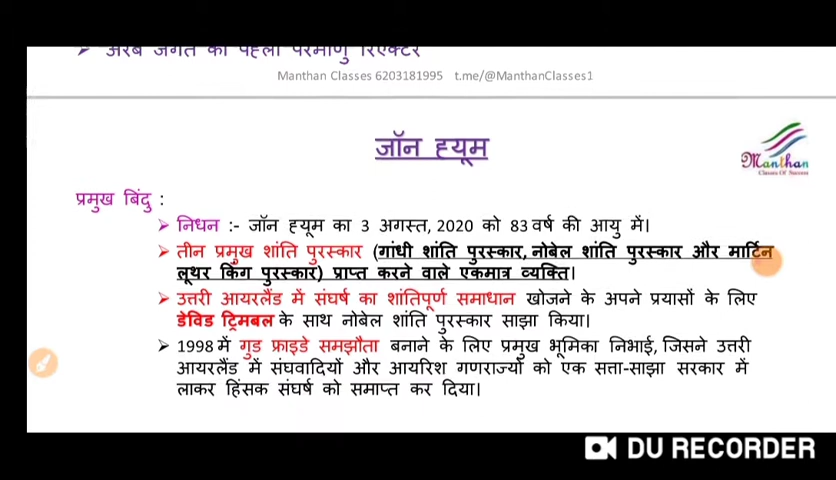 ➤ अरब जगत का पहला परमाणु रिएक्टर
Manthan Classes 6203181995 t.me/@ManthanClasses1
जॉन ह्यूम
Manthan
Classes Of Success
प्रमुख बिंदु :
➤ निधन :- जॉन ह्यूम का 3 अगस्त, 2020 को 83 वर्ष की आयु में।
➤ तीन प्रमुख शांति पुरस्कार (गांधी शांति पुरस्कार, नोबेल शांति पुरस्कार और मार्टिन
लूथर किंग पुरस्कार) प्राप्त करने वाले एकमात्र व्यक्ति।
➤ उत्तरी आयरलैंड में संघर्ष का शांतिपूर्ण समाधान खोजने के अपने प्रयासों के लिए
डेविड ट्रिमबल के साथ नोबेल शांति पुरस्कार साझा किया।
➤ 1998 में गुड फ्राइडे समझौता बनाने के लिए प्रमुख भूमिका निभाई, जिसने उत्तरी
आयरलैंड में संघवादियों और आयरिश गणराज्यों को एक सत्ता-साझा सरकार में
लाकर हिंसक संघर्ष को समाप्त कर दिया।
DU RECORDER